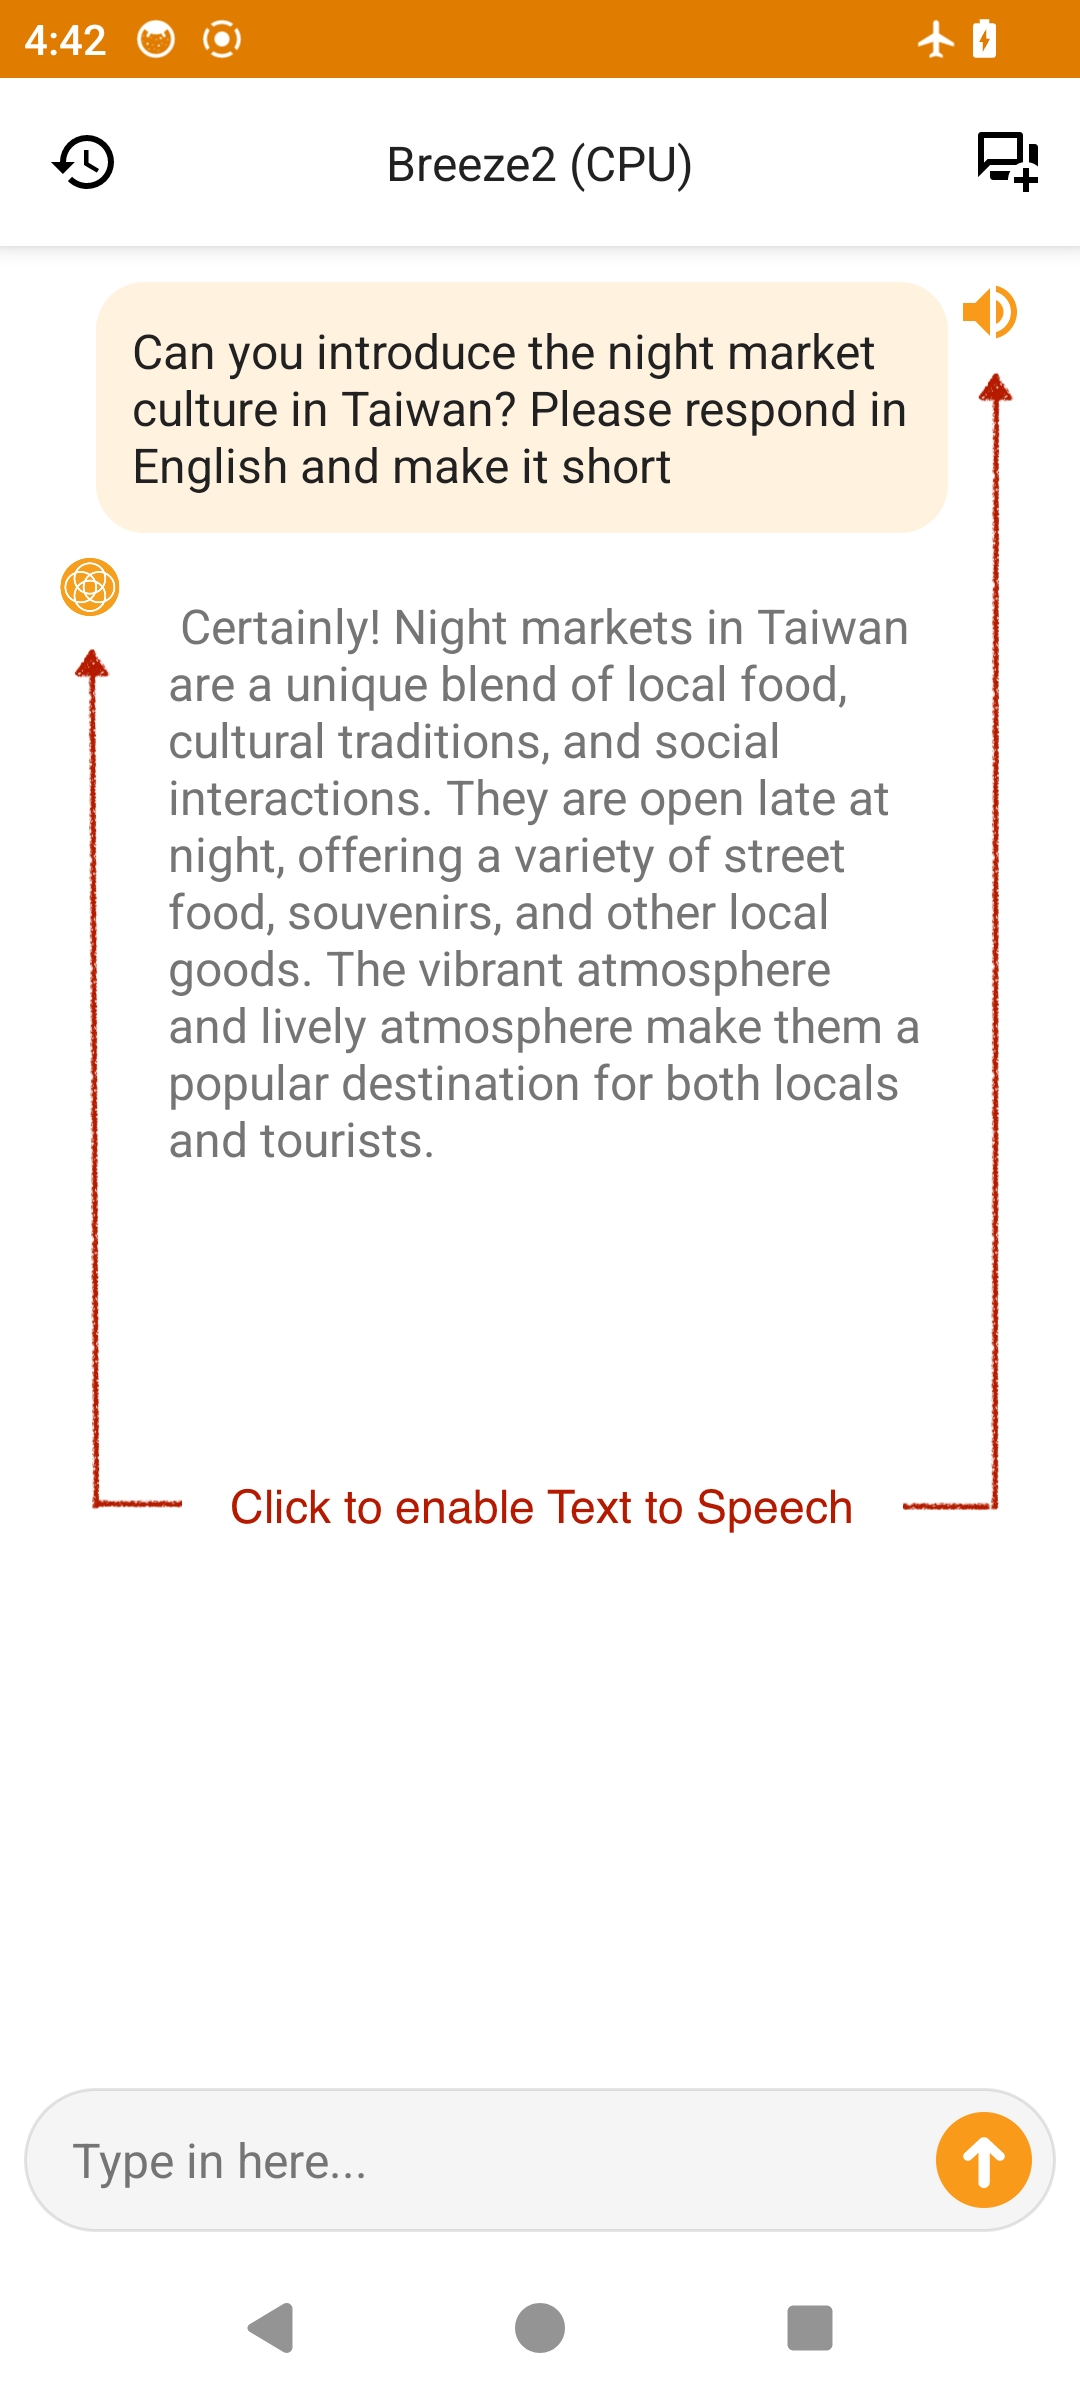 4:42
Breeze2 (CPU)
Can you introduce the night market
culture in Taiwan? Please respond in
English and make it short
Certainly! Night markets in Taiwan
are a unique blend of local food,
cultural traditions, and social
interactions. They are open late at
night, offering a variety of street
food, souvenirs, and other local
goods. The vibrant atmosphere
and lively atmosphere make them a
popular destination for both locals
and tourists.
Click to enable Text to Speech
Type in here...